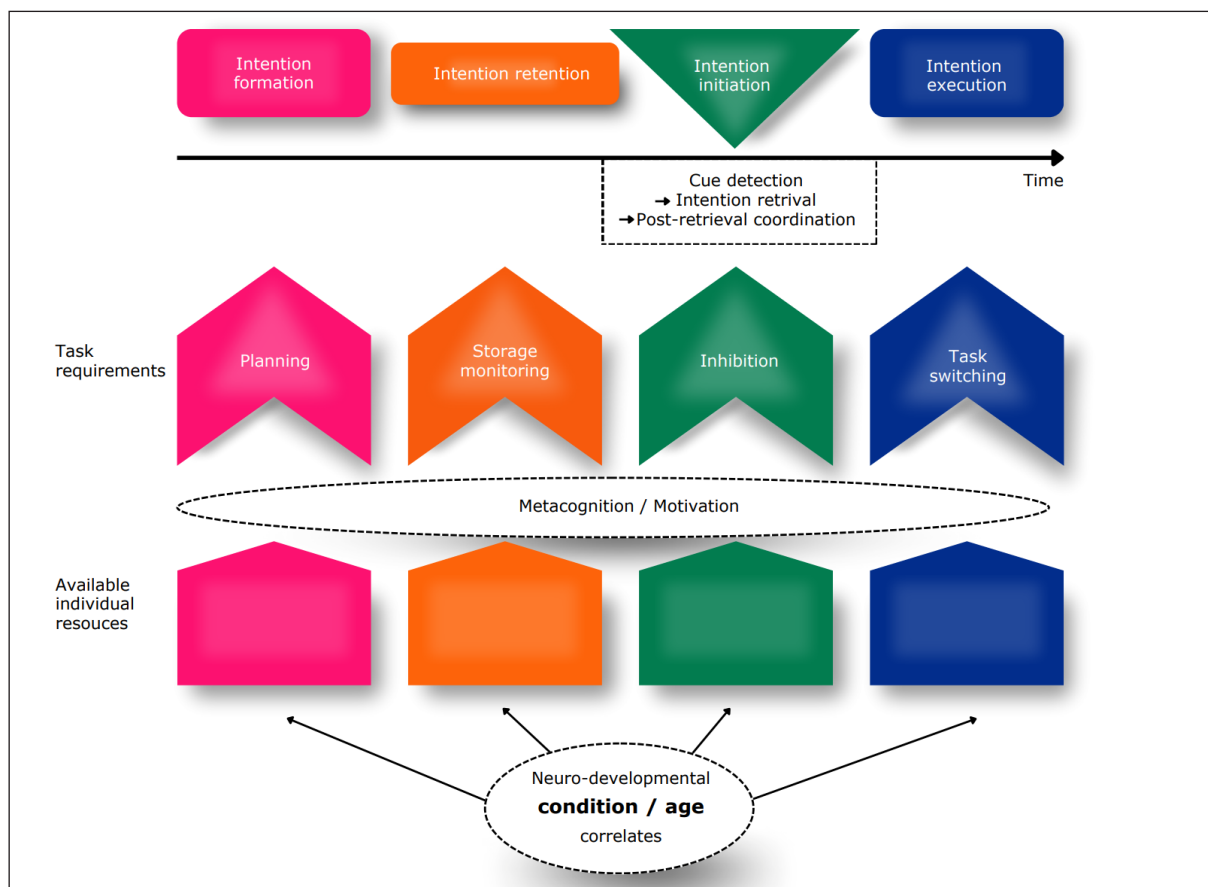 Intention
formation
Intention retention
Intention
initiation
Intention
execution
Time
Cue detection
→ Intention retrival
→Post-retrieval coordination
Task
requirements
Planning
Storage
monitoring
Inhibition
Task
switching
Metacognition / Motivation
Available
individual
resouces
Neuro-developmental
condition / age
correlates